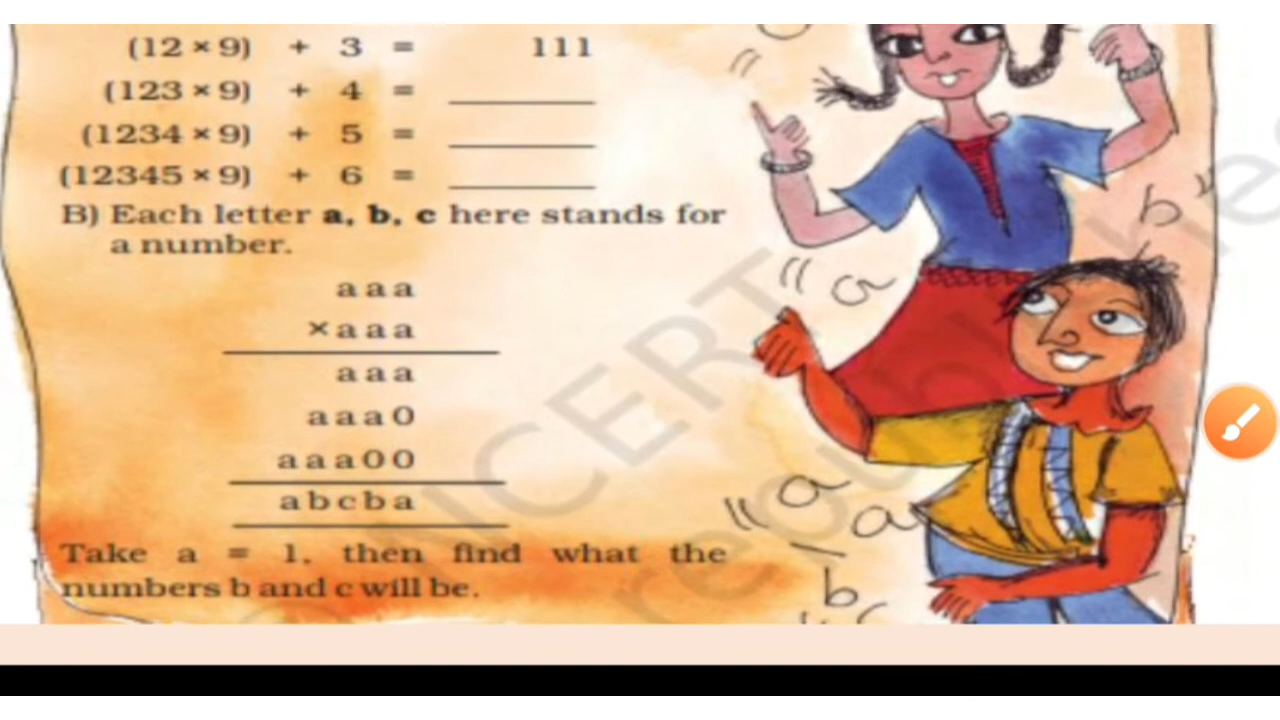 (12 × 9) + 3 = 111
(123 × 9) + 4 = ________
(1234 × 9) + 5 = ________
(12345 × 9) + 6 = ________
B) Each letter a, b, c here stands for
a number.
a a a
× a a a
a a a
a a a 0
a a a 0 0
a b c b a
Take a = 1, then find what the
numbers b and c will be.
b
a
a
a
b
NCERT